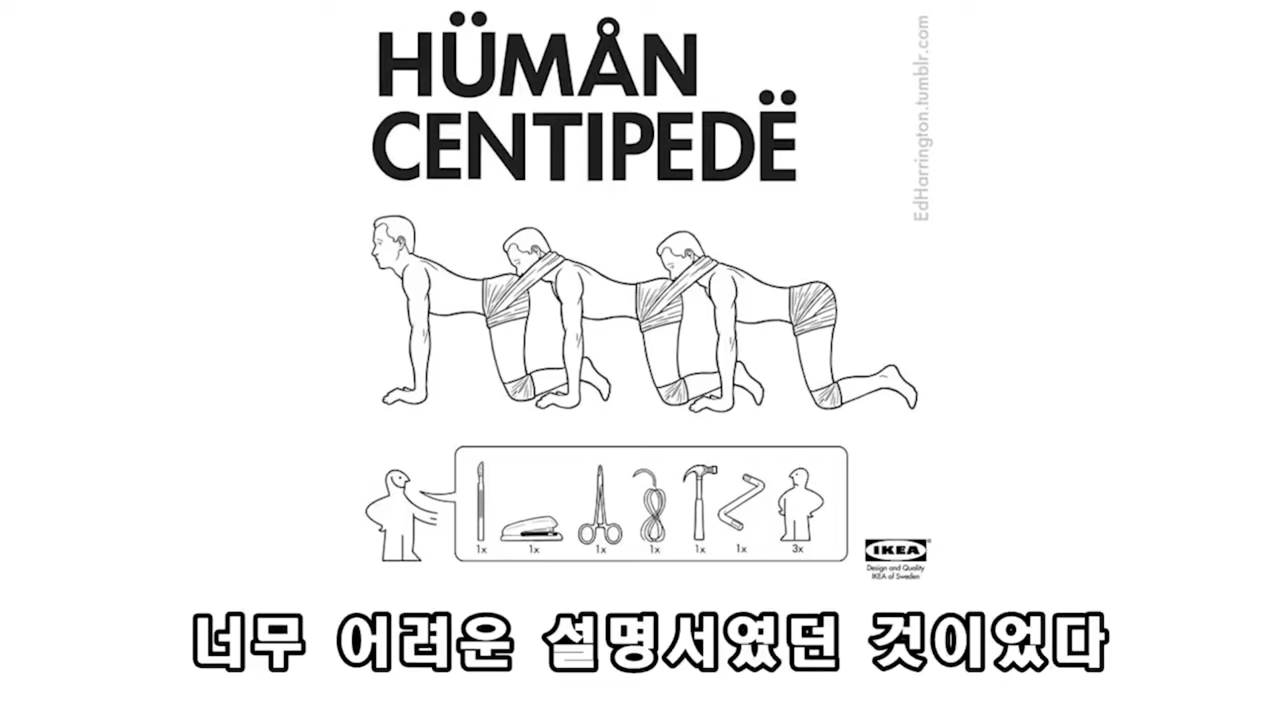 HÜMÅN
CENTIPEDË
EdHarrington.tumblr.com
1x 1x 1x 1x 1x 1x 3x
IKEA®
Design and Quality
IKEA of Sweden
너무 어려운 설명서였던 것이었다